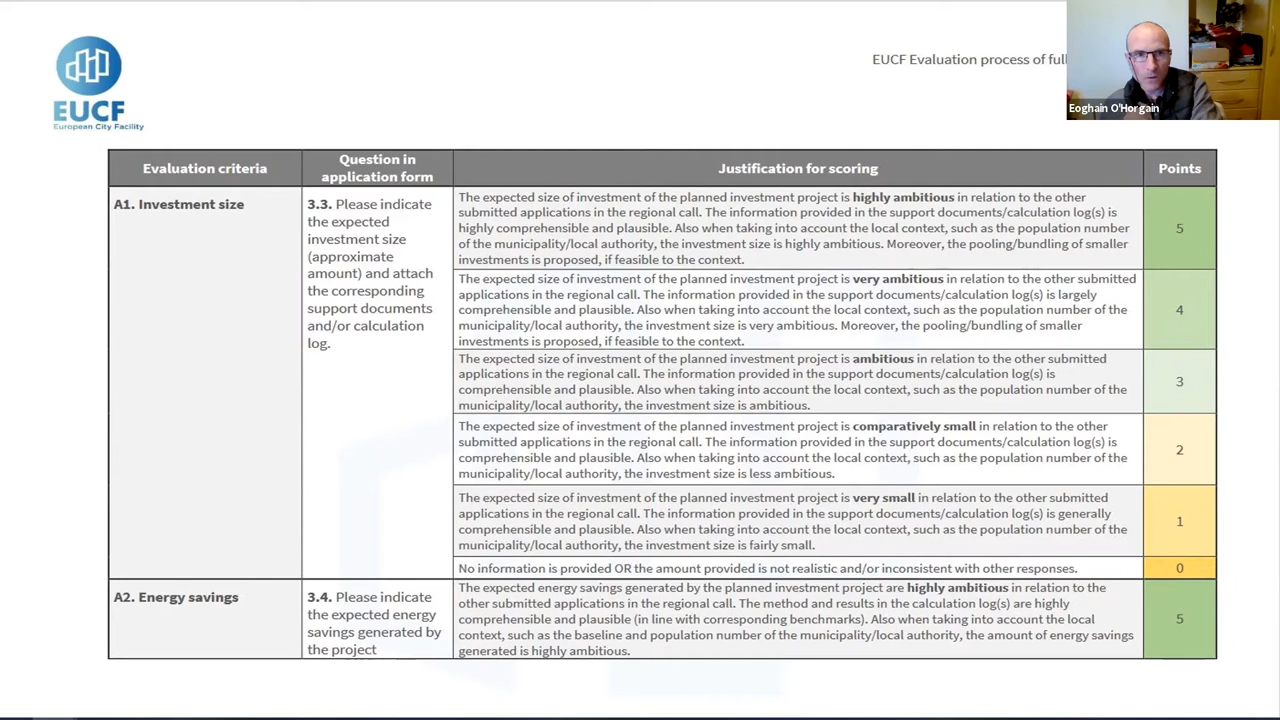 EUCF
European City Facility
EUCF Evaluation process of full
Eoghain O'Horgain
Evaluation criteria
Question in
application form
Justification for scoring
Points
A1. Investment size
3.3. Please indicate
the expected
investment size
(approximate
amount) and attach
the corresponding
support documents
and/or calculation
log.
The expected size of investment of the planned investment project is highly ambitious in relation to the other
submitted applications in the regional call. The information provided in the support documents/calculation log(s) is
highly comprehensible and plausible. Also when taking into account the local context, such as the population number
of the municipality/local authority, the investment size is highly ambitious. Moreover, the pooling/bundling of smaller
investments is proposed, if feasible to the context.
5
The expected size of investment of the planned investment project is very ambitious in relation to the other submitted
applications in the regional call. The information provided in the support documents/calculation log(s) is largely
comprehensible and plausible. Also when taking into account the local context, such as the population number of the
municipality/local authority, the investment size is very ambitious. Moreover, the pooling/bundling of smaller
investments is proposed, if feasible to the context.
4
The expected size of investment of the planned investment project is ambitious in relation to the other submitted
applications in the regional call. The information provided in the support documents/calculation log(s) is
comprehensible and plausible. Also when taking into account the local context, such as the population number of the
municipality/local authority, the investment size is ambitious.
3
The expected size of investment of the planned investment project is comparatively small in relation to the other
submitted applications in the regional call. The information provided in the support documents/calculation log(s) is
comprehensible and plausible. Also when taking into account the local context, such as the population number of the
municipality/local authority, the investment size is less ambitious.
2
The expected size of investment of the planned investment project is very small in relation to the other submitted
applications in the regional call. The information provided in the support documents/calculation log(s) is generally
comprehensible and plausible. Also when taking into account the local context, such as the population number of the
municipality/local authority, the investment size is fairly small.
1
No information is provided OR the amount provided is not realistic and/or inconsistent with other responses.
0
A2. Energy savings
3.4. Please indicate
the expected energy
savings generated by
the project
The expected energy savings generated by the planned investment project are highly ambitious in relation to the
other submitted applications in the regional call. The method and results in the calculation log(s) are highly
comprehensible and plausible (in line with corresponding benchmarks). Also when taking into account the local
context, such as the baseline and population number of the municipality/local authority, the amount of energy savings
generated is highly ambitious.
5